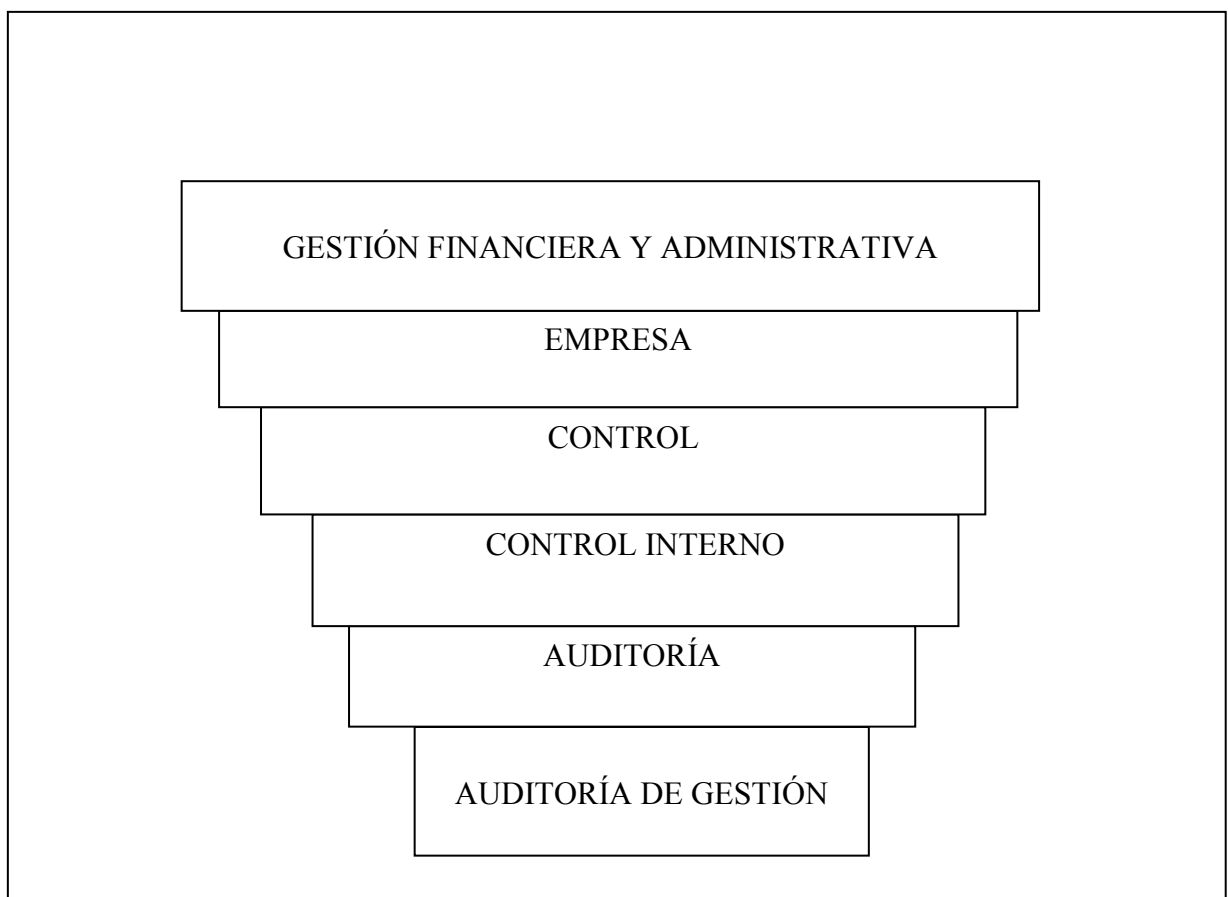 GESTIÓN FINANCIERA Y ADMINISTRATIVA
EMPRESA
CONTROL
CONTROL INTERNO
AUDITORÍA
AUDITORÍA DE GESTIÓN